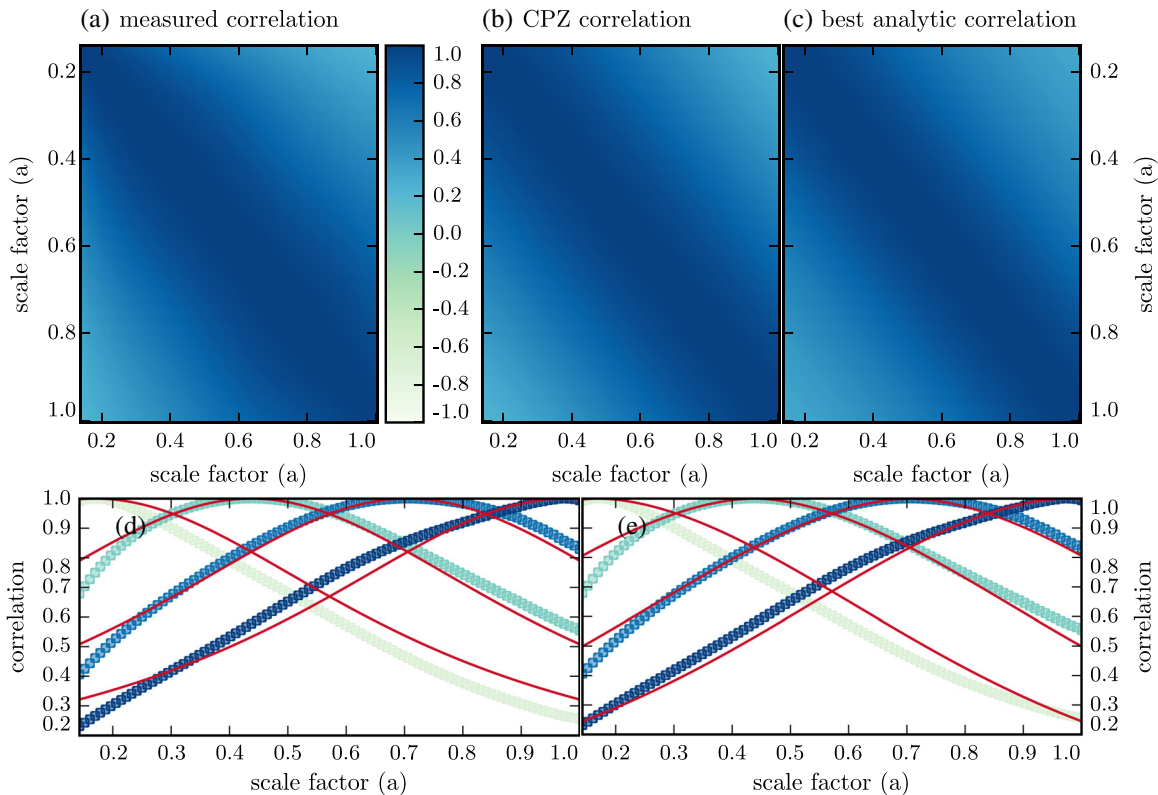 (a) measured correlation
(b) CPZ correlation
(c) best analytic correlation
scale factor (a)
0.2
0.4
0.6
0.8
1.0
1.0
0.8
0.6
0.4
0.2
0.0
-0.2
-0.4
-0.6
-0.8
-1.0
0.2
0.4
0.6
0.8
1.0
scale factor (a)
0.2 0.4 0.6 0.8 1.0
0.2 0.4 0.6 0.8 1.0
0.2 0.4 0.6 0.8 1.0
scale factor (a)
scale factor (a)
scale factor (a)
correlation
1.0
0.9
0.8
0.7
0.6
0.5
0.4
0.3
0.2
(d)
(e)
1.0
0.9
0.8
0.7
0.6
0.5
0.4
0.3
0.2
correlation
0.2 0.3 0.4 0.5 0.6 0.7 0.8 0.9 1.0
0.2 0.3 0.4 0.5 0.6 0.7 0.8 0.9 1.0
scale factor (a)
scale factor (a)